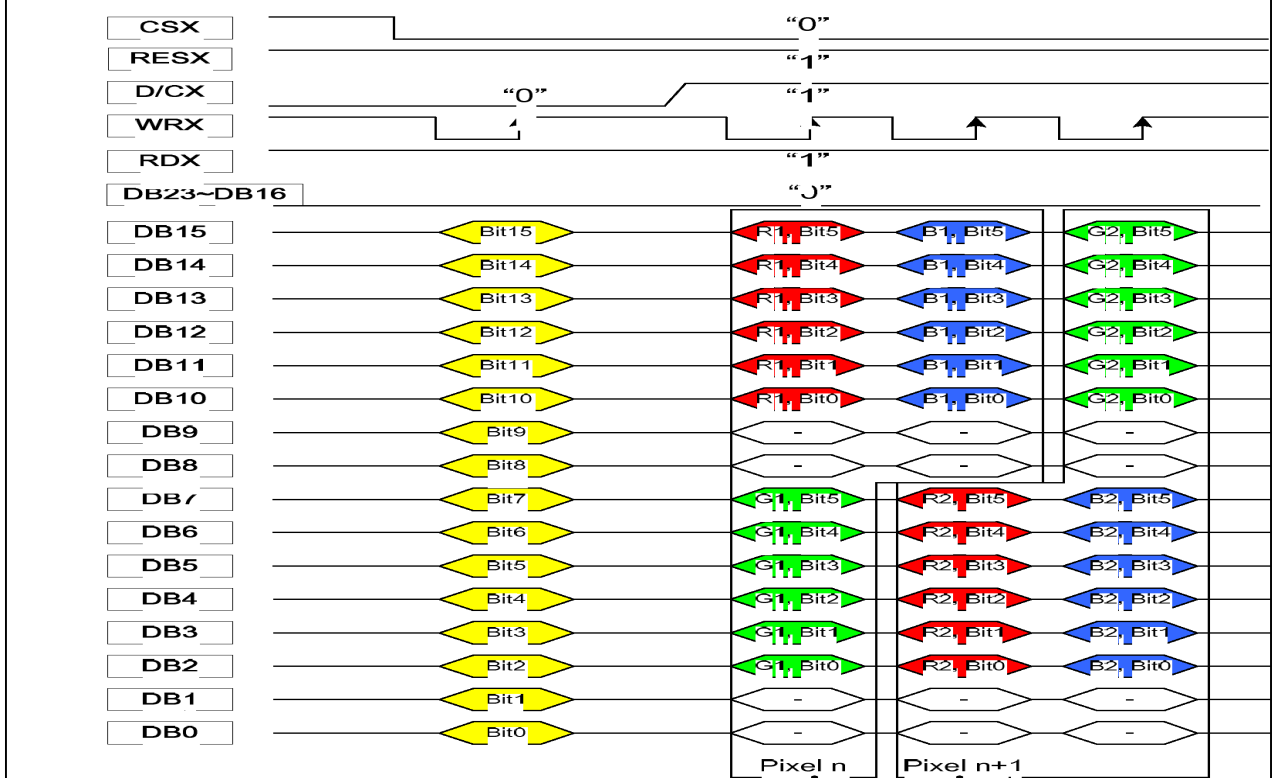 CSX “0”
RESX “1”
D/CX “0” “1”
WRX
RDX “1”
DB23~DB16
DB15 Bit15 R1, Bit5 B1, Bit5 G2, Bit5
DB14 Bit14 R1, Bit4 B1, Bit4 G2, Bit4
DB13 Bit13 R1, Bit3 B1, Bit3 G2, Bit3
DB12 Bit12 R1, Bit2 B1, Bit2 G2, Bit2
DB11 Bit11 R1, Bit1 B1, Bit1 G2, Bit1
DB10 Bit10 R1, Bit0 B1, Bit0 G2, Bit0
DB9 Bit9 - - -
DB8 Bit8 - - -
DB7 Bit7 G1, Bit5 R2, Bit5 B2, Bit5
DB6 Bit6 G1, Bit4 R2, Bit4 B2, Bit4
DB5 Bit5 G1, Bit3 R2, Bit3 B2, Bit3
DB4 Bit4 G1, Bit2 R2, Bit2 B2, Bit2
DB3 Bit3 G1, Bit1 R2, Bit1 B2, Bit1
DB2 Bit2 G1, Bit0 R2, Bit0 B2, Bit0
DB1 Bit1 - - -
DB0 Bit0 - - -
Pixel n Pixel n+1